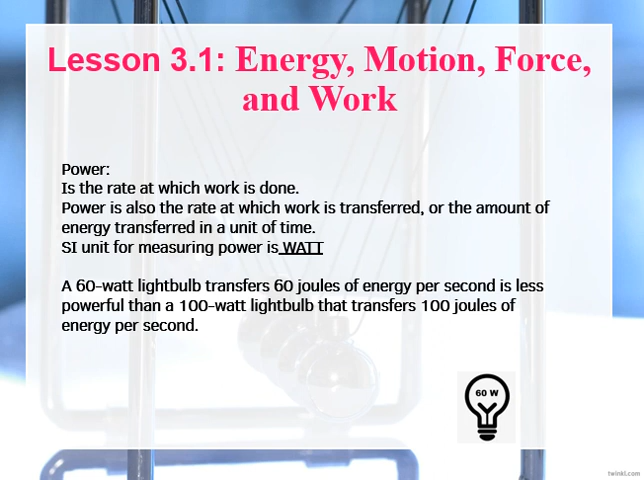 Lesson 3.1: Energy, Motion, Force,
and Work
Power:
Is the rate at which work is done.
Power is also the rate at which work is transferred, or the amount of
energy transferred in a unit of time.
SI unit for measuring power is WATT
A 60-watt lightbulb transfers 60 joules of energy per second is less
powerful than a 100-watt lightbulb that transfers 100 joules of
energy per second.
60 W
twinkl.com